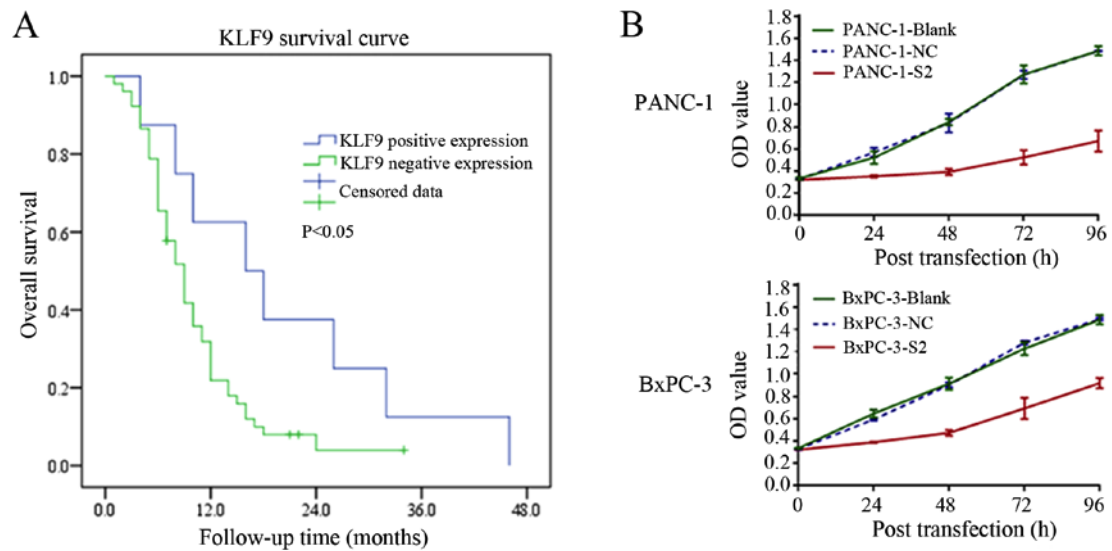 A
KLF9 survival curve
1.0
0.8
0.6
0.4
0.2
0.0
Overall survival
KLF9 positive expression
KLF9 negative expression
Censored data
P<0.05
0.0
12.0
24.0
36.0
48.0
Follow-up time (months)
B
PANC-1
1.8
1.6
1.4
1.2
1.0
0.8
0.6
0.4
0.2
0.0
OD value
PANC-1-Blank
PANC-1-NC
PANC-1-S2
0
24
48
72
96
Post transfection (h)
BxPC-3
1.8
1.6
1.4
1.2
1.0
0.8
0.6
0.4
0.2
0.0
OD value
BxPC-3-Blank
BxPC-3-NC
BxPC-3-S2
0
24
48
72
96
Post transfection (h)